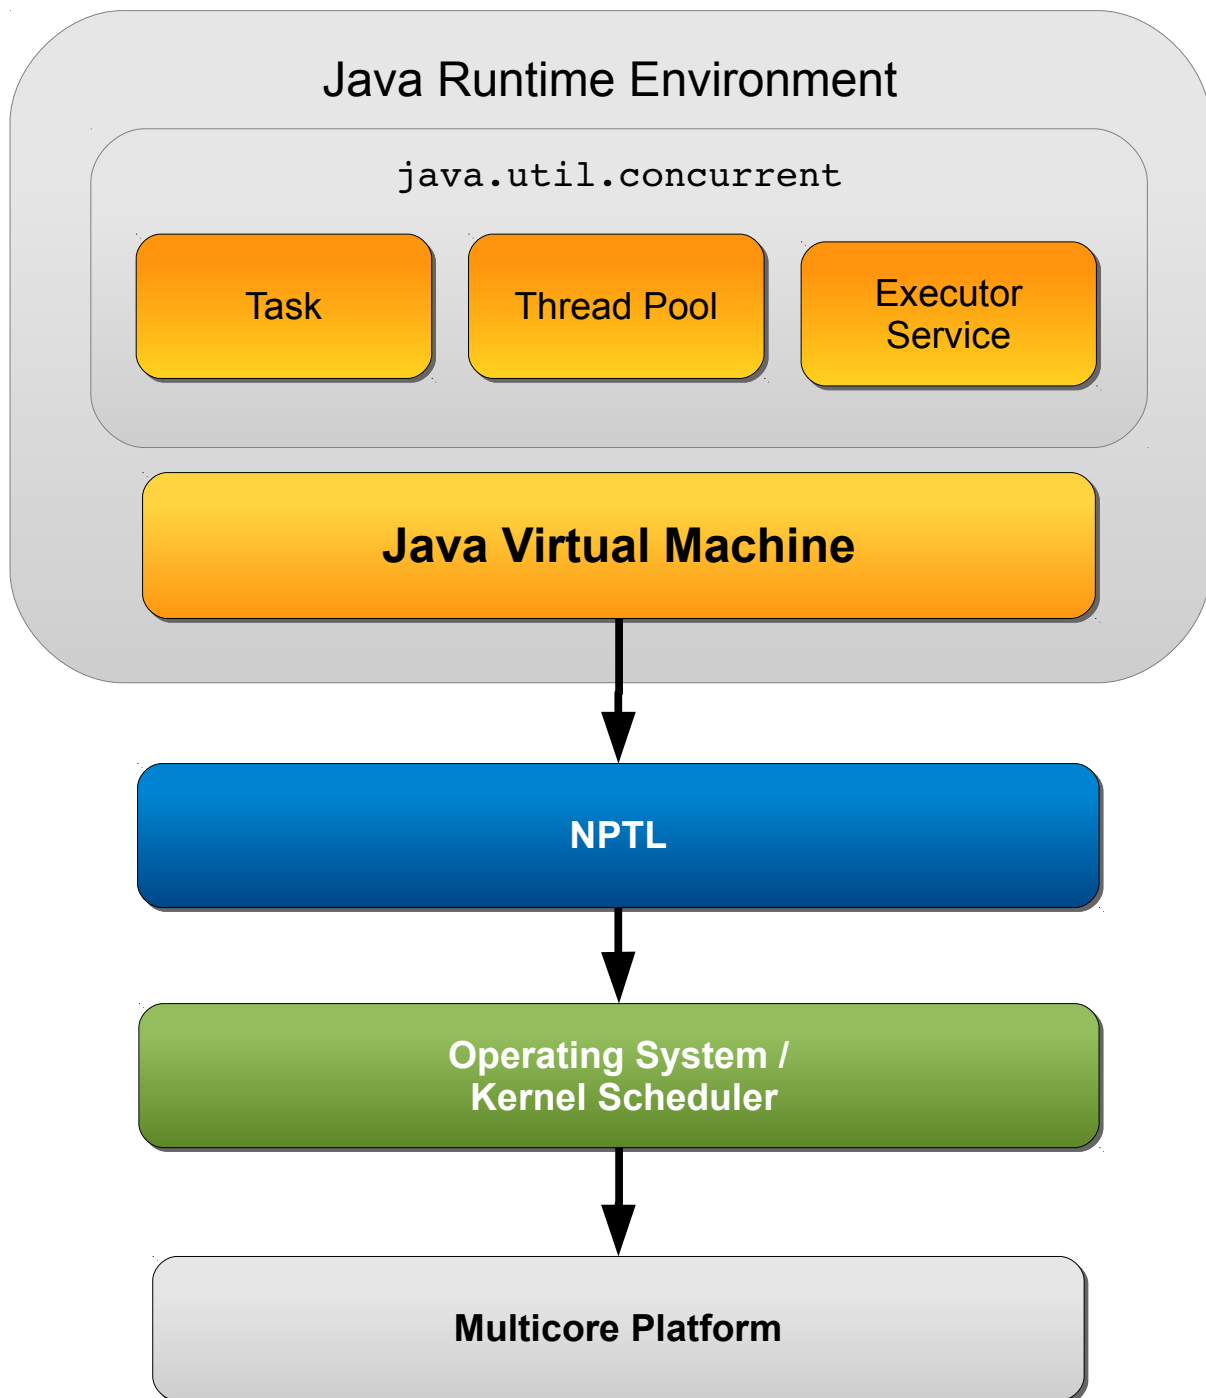 Java Runtime Environment
java.util.concurrent
Task
Thread Pool
Executor
Service
Java Virtual Machine
NPTL
Operating System /
Kernel Scheduler
Multicore Platform